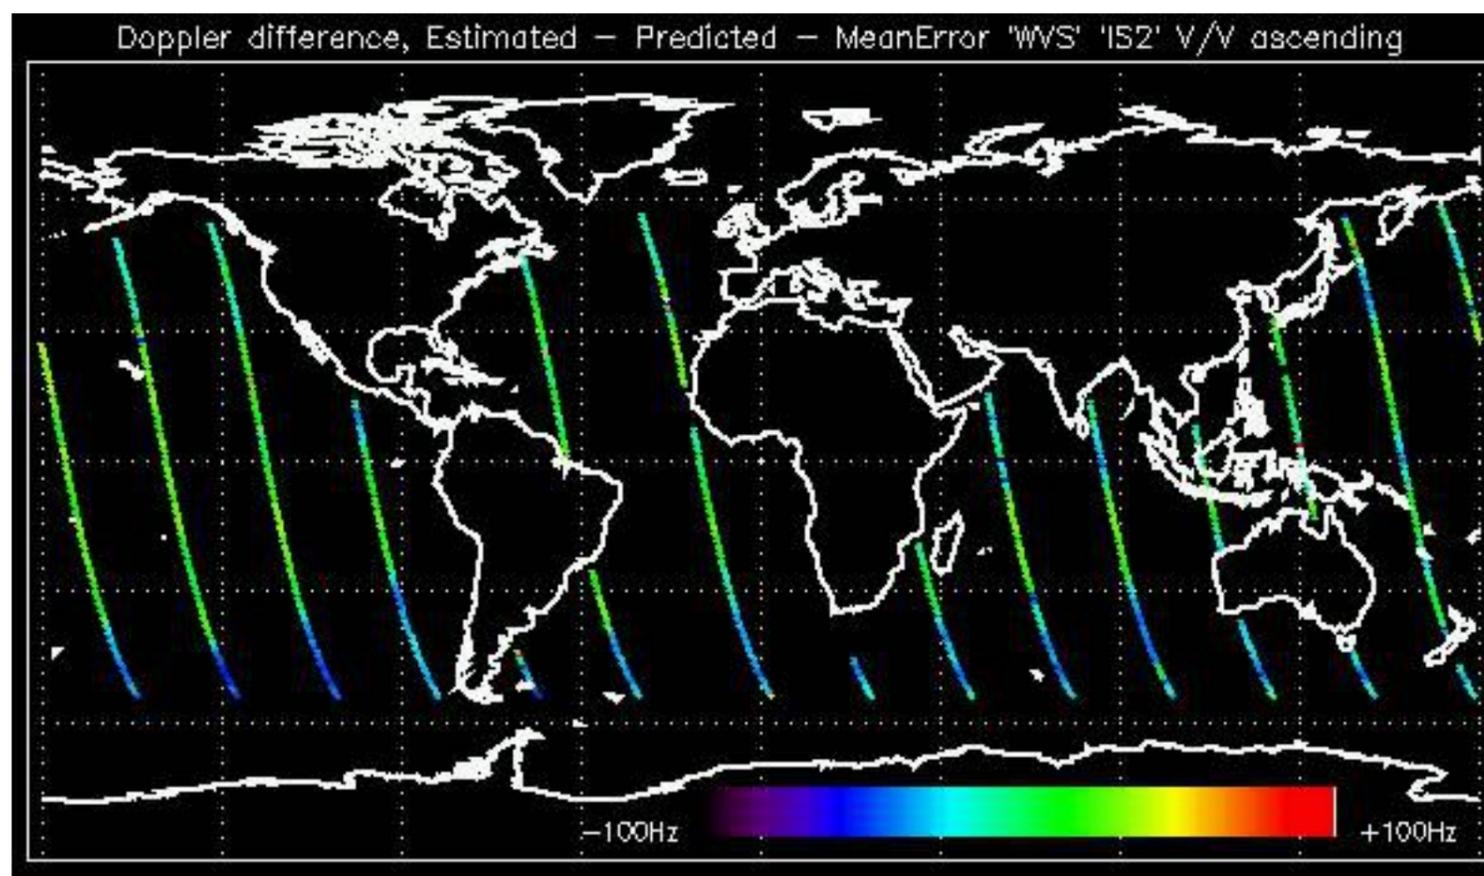 Doppler difference, Estimated – Predicted – MeanError 'WVS' 'IS2' V/V ascending
–100Hz
+100Hz